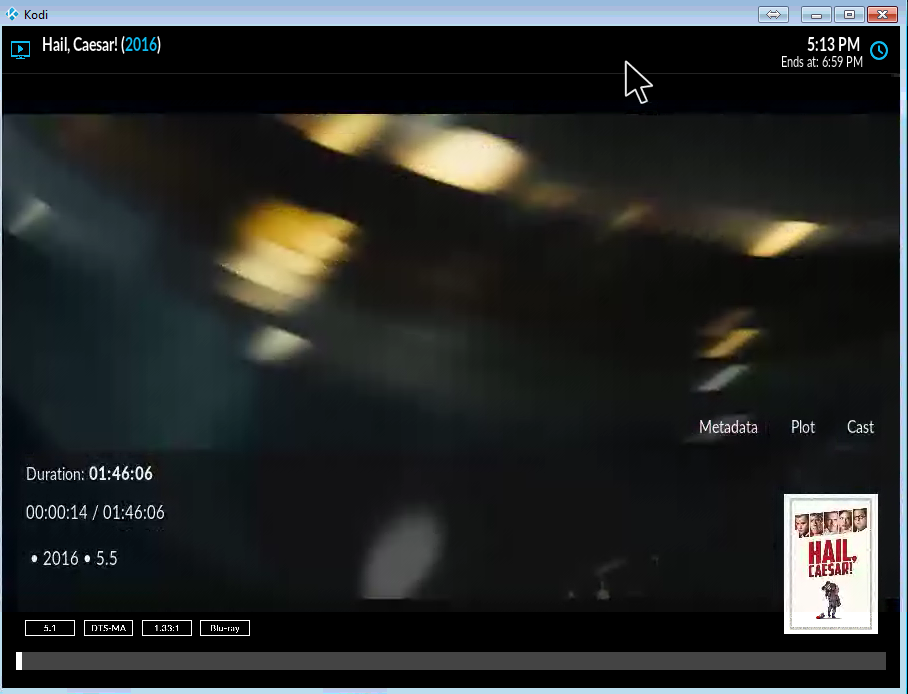 Kodi
Hail, Caesar! (2016)
5:13 PM
Ends at: 6:59 PM
Metadata Plot Cast
Duration: 01:46:06
00:00:14 / 01:46:06
• 2016 • 5.5
HAIL,
CAESAR!
5.1 DTS-MA 1.33:1 Blu-ray